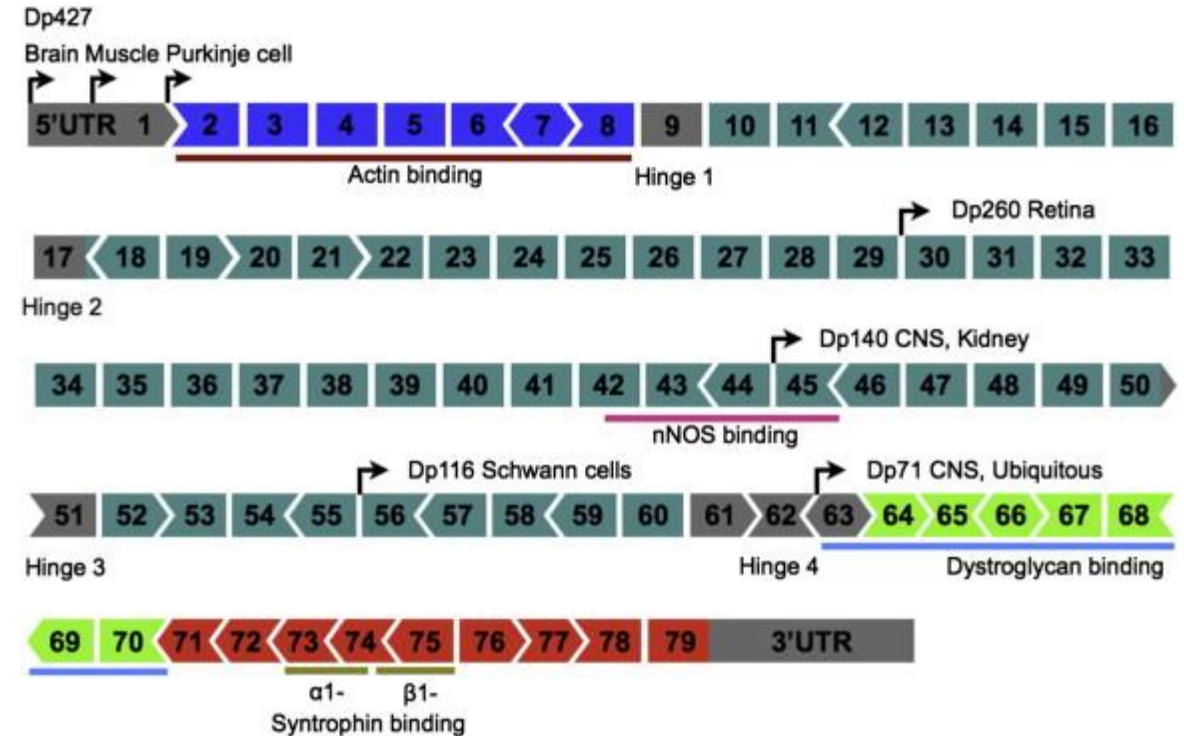 Dp427
Brain Muscle Purkinje cell
5'UTR 1 2 3 4 5 6 7 8 9 10 11 12 13 14 15 16
Actin binding Hinge 1
Dp260 Retina
17 18 19 20 21 22 23 24 25 26 27 28 29 30 31 32 33
Hinge 2
Dp140 CNS, Kidney
34 35 36 37 38 39 40 41 42 43 44 45 46 47 48 49 50
nNOS binding
Dp116 Schwann cells Dp71 CNS, Ubiquitous
51 52 53 54 55 56 57 58 59 60 61 62 63 64 65 66 67 68
Hinge 3 Hinge 4 Dystroglycan binding
69 70 71 72 73 74 75 76 77 78 79 3'UTR
α1- β1-
Syntrophin binding